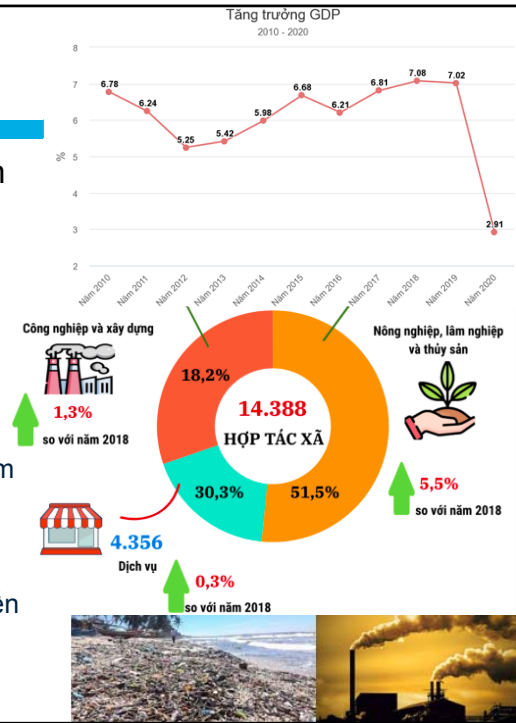 Tăng trưởng GDP
2010 - 2020
%
8
7
6
5
4
3
2
6.78
6.24
5.25
5.42
5.98
6.68
6.21
6.81
7.08
7.02
2.91
Năm 2010
Năm 2011
Năm 2012
Năm 2013
Năm 2014
Năm 2015
Năm 2016
Năm 2017
Năm 2018
Năm 2019
Năm 2020
Công nghiệp và xây dựng
1,3%
so với năm 2018
Nông nghiệp, lâm nghiệp
và thủy sản
5,5%
so với năm 2018
18,2%
14.388
HỢP TÁC XÃ
30,3%
51,5%
4.356
Dịch vụ
0,3%
so với năm 2018